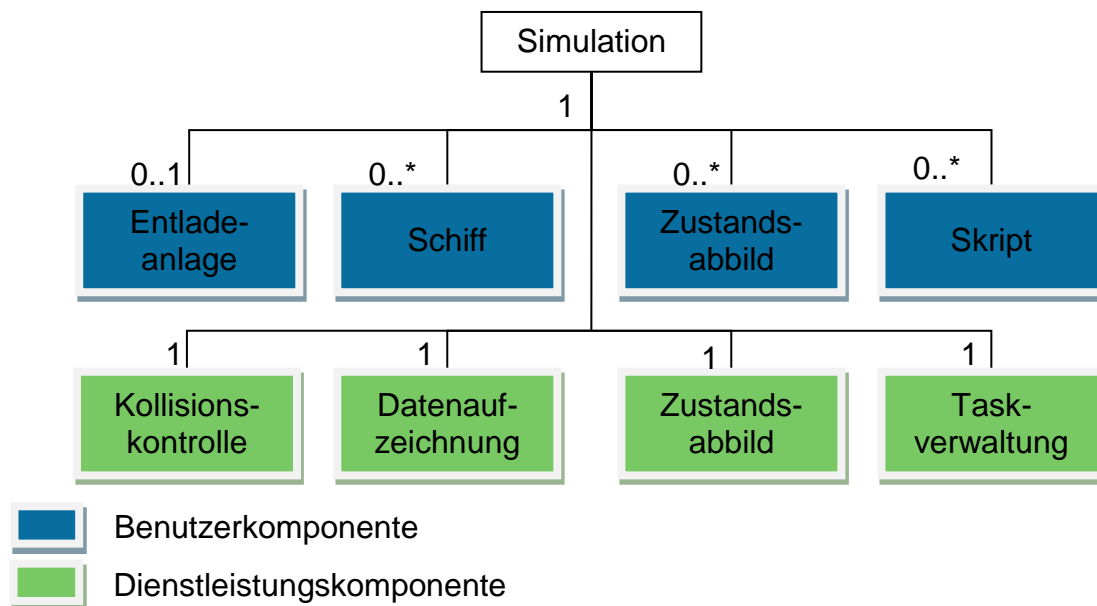 Simulation
1
0..1
0..*
0..*
0..*
Entlade-
anlage
Schiff
Zustands-
abbild
Skript
1
1
1
1
Kollisions-
kontrolle
Datenauf-
zeichnung
Zustands-
abbild
Task-
verwaltung
Benutzerkomponente
Dienstleistungskomponente